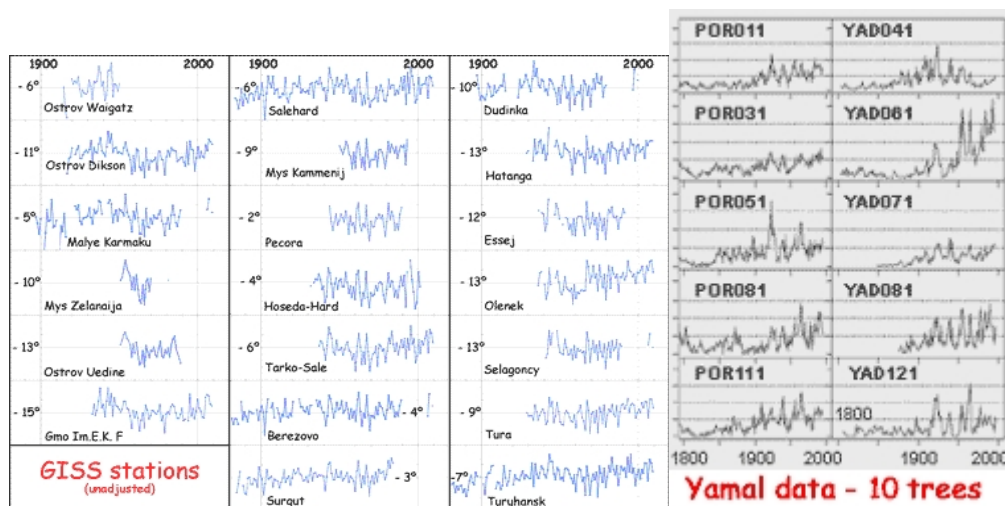 1900 2000
- 6°
Ostrov Waigatz
- 11°
Ostrov Dikson
- 5°
Malye Karmaku
- 10°
Mys Zelanaija
- 13°
Ostrov Uedine
- 15°
Gmo Im.E.K. F
GISS stations
(unadjusted)
1900 2000
- 6°
Salehard
- 9°
Mys Kammenij
- 2°
Pecora
- 4°
Hoseda-Hard
- 6°
Tarko-Sale
- 4°
Berezovo
- 3°
Surgut
1900 2000
- 10°
Dudinka
- 13°
Hatanga
- 12°
Essej
- 13°
Olenek
- 13°
Selagoncy
- 9°
Tura
-7°
Turuhansk
POR011 YAD041
POR031 YAD061
POR051 YAD071
POR081 YAD081
POR111 YAD121
1800
1800 1900 2000 1900 2000
Yamal data - 10 trees